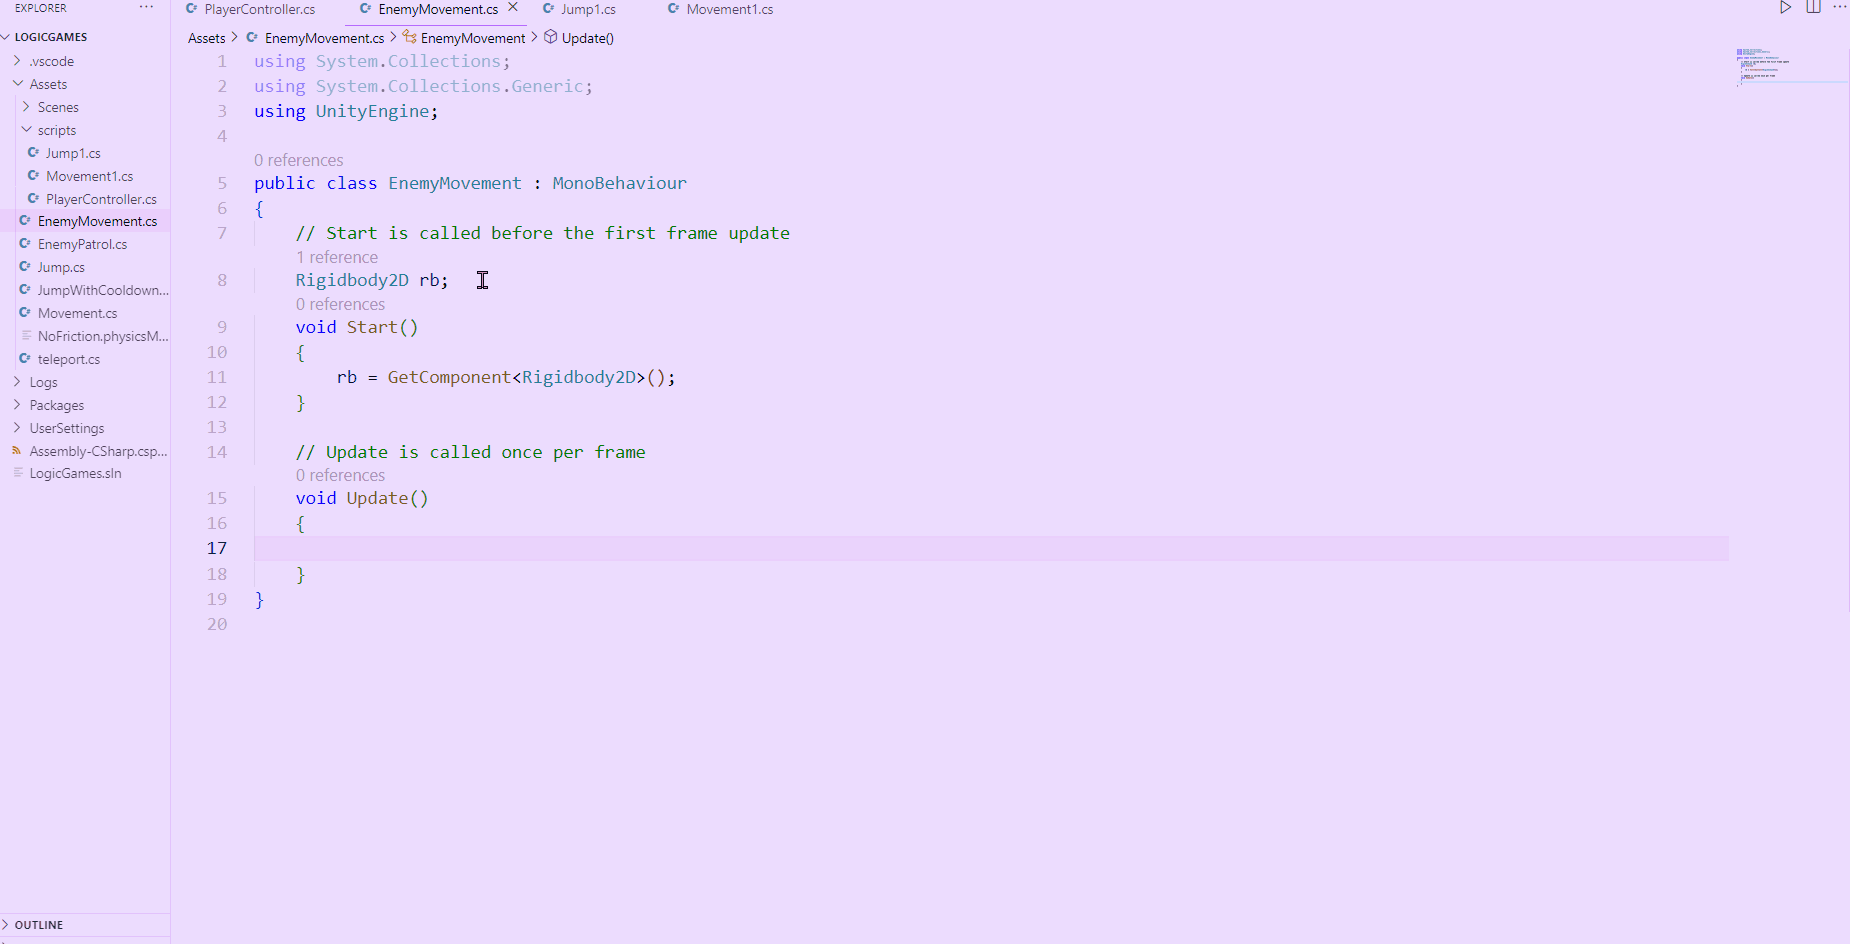 EXPLORER ...
PlayerController.cs EnemyMovement.cs Jump1.cs Movement1.cs
LOGICGAMES
.vscode
Assets
Scenes
scripts
Jump1.cs
Movement1.cs
PlayerController.cs
EnemyMovement.cs
EnemyPatrol.cs
Jump.cs
JumpWithCooldown...
Movement.cs
NoFriction.physicsM...
teleport.cs
Logs
Packages
UserSettings
Assembly-CSharp.csp...
LogicGames.sln
OUTLINE
Assets > EnemyMovement.cs > EnemyMovement > Update()
1 using System.Collections;
2 using System.Collections.Generic;
3 using UnityEngine;
4
0 references
5 public class EnemyMovement : MonoBehaviour
6 {
7 // Start is called before the first frame update
1 reference
8 Rigidbody2D rb;
0 references
9 void Start()
10 {
11 rb = GetComponent<Rigidbody2D>();
12 }
13
14 // Update is called once per frame
0 references
15 void Update()
16 {
17
18 }
19 }
20